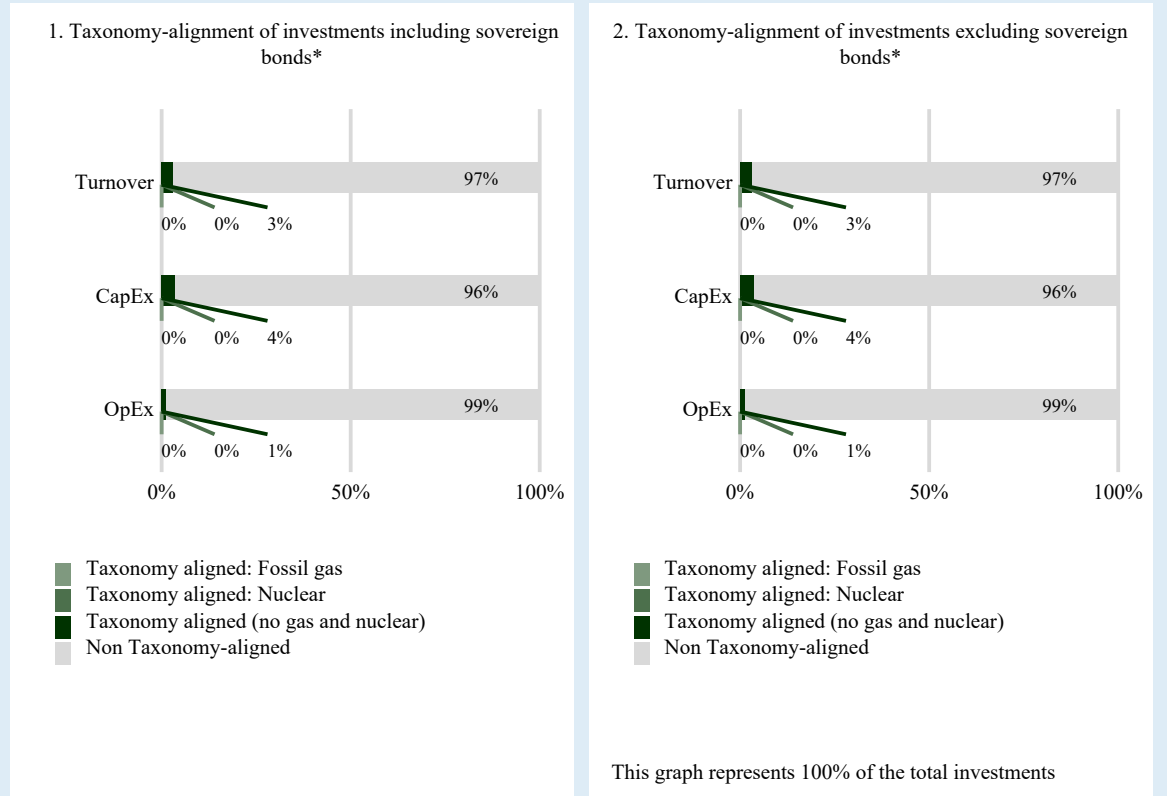 1. Taxonomy-alignment of investments including sovereign
bonds*
Turnover
97%
0% 0% 3%
CapEx
96%
0% 0% 4%
OpEx
99%
0% 0% 1%
0% 50% 100%
Taxonomy aligned: Fossil gas
Taxonomy aligned: Nuclear
Taxonomy aligned (no gas and nuclear)
Non Taxonomy-aligned
2. Taxonomy-alignment of investments excluding sovereign
bonds*
Turnover
97%
0% 0% 3%
CapEx
96%
0% 0% 4%
OpEx
99%
0% 0% 1%
0% 50% 100%
Taxonomy aligned: Fossil gas
Taxonomy aligned: Nuclear
Taxonomy aligned (no gas and nuclear)
Non Taxonomy-aligned
This graph represents 100% of the total investments